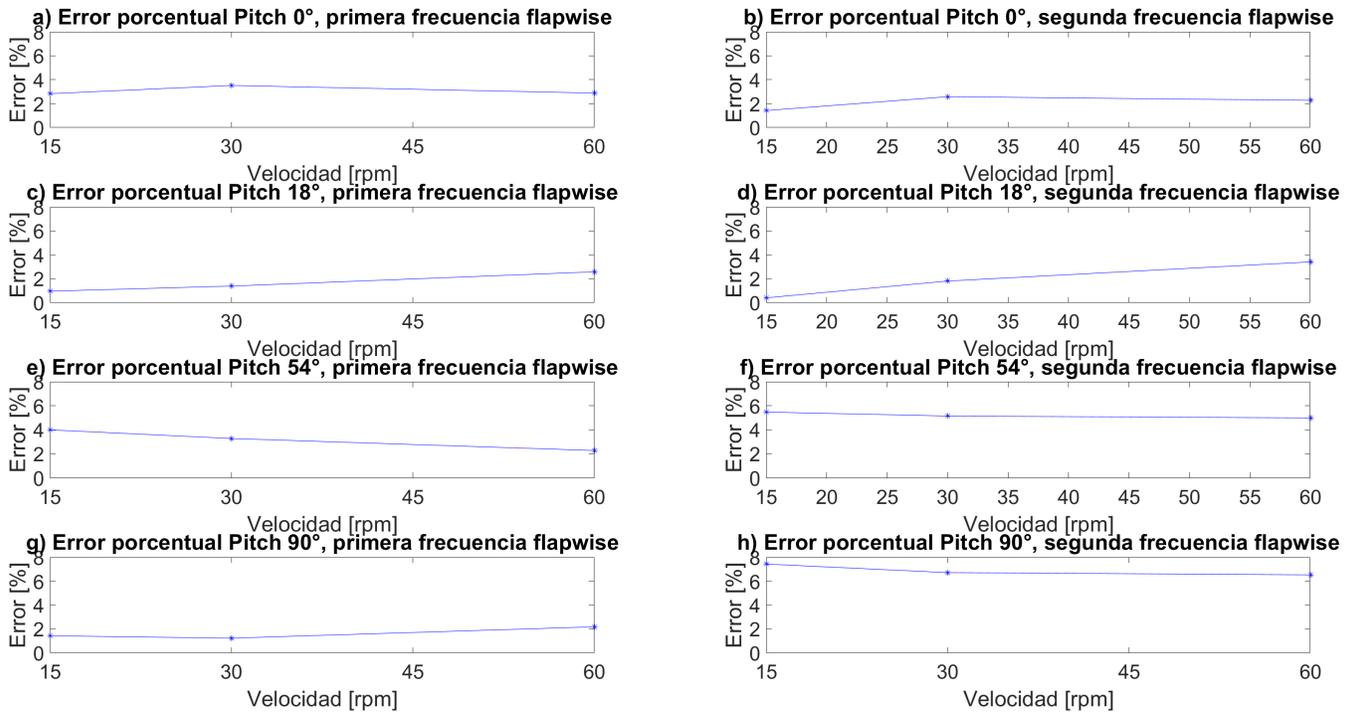 a) Error porcentual Pitch 0°, primera frecuencia flapwise
8
6
4
2
0
Error [%]
15 30 45 60
Velocidad [rpm]
b) Error porcentual Pitch 0°, segunda frecuencia flapwise
8
6
4
2
0
Error [%]
15 20 25 30 35 40 45 50 55 60
Velocidad [rpm]
c) Error porcentual Pitch 18°, primera frecuencia flapwise
8
6
4
2
0
Error [%]
15 30 45 60
Velocidad [rpm]
d) Error porcentual Pitch 18°, segunda frecuencia flapwise
8
6
4
2
0
Error [%]
15 20 25 30 35 40 45 50 55 60
Velocidad [rpm]
e) Error porcentual Pitch 54°, primera frecuencia flapwise
8
6
4
2
0
Error [%]
15 30 45 60
Velocidad [rpm]
f) Error porcentual Pitch 54°, segunda frecuencia flapwise
8
6
4
2
0
Error [%]
15 20 25 30 35 40 45 50 55 60
Velocidad [rpm]
g) Error porcentual Pitch 90°, primera frecuencia flapwise
8
6
4
2
0
Error [%]
15 30 45 60
Velocidad [rpm]
h) Error porcentual Pitch 90°, segunda frecuencia flapwise
8
6
4
2
0
Error [%]
15 30 45 60
Velocidad [rpm]